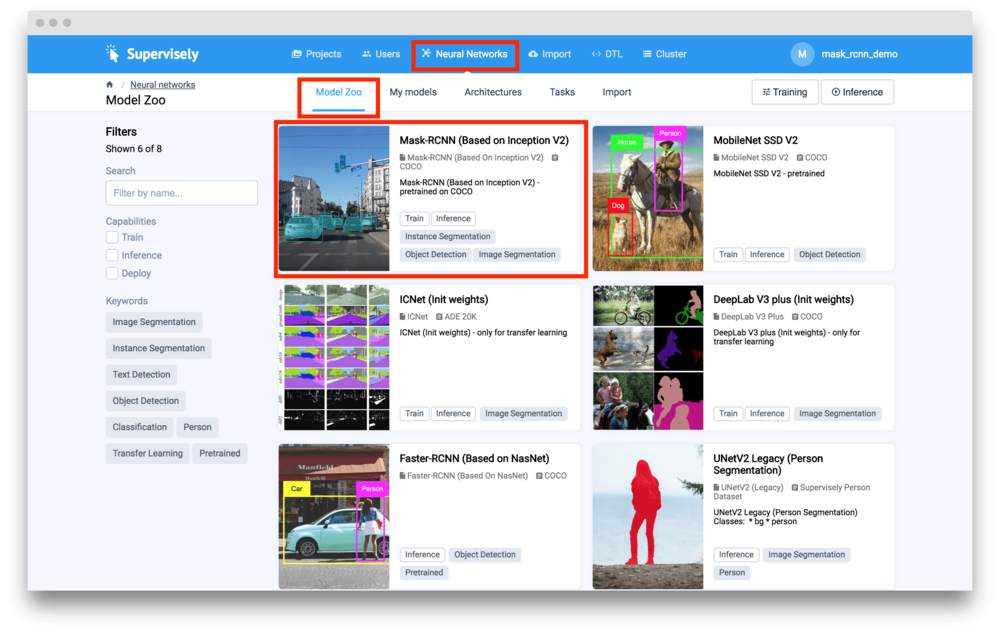 Supervisely
Projects
Users
Neural Networks
Import
DTL
Cluster
M
mask_rcnn_demo
/ Neural networks
Model Zoo
Model Zoo
My models
Architectures
Tasks
Import
Training
Inference
Filters
Shown 6 of 8
Search
Filter by name...
Capabilities
Train
Inference
Deploy
Keywords
Image Segmentation
Instance Segmentation
Text Detection
Object Detection
Classification
Person
Transfer Learning
Pretrained
Mask-RCNN (Based on Inception V2)
Mask-RCNN (Based On Inception V2)
COCO
Mask-RCNN (Based on Inception V2) -
pretrained on COCO
Train
Inference
Instance Segmentation
Object Detection
Image Segmentation
Horse
Person
Dog
MobileNet SSD V2
MobileNet SSD V2
COCO
MobileNet SSD V2 - pretrained
Train
Inference
Object Detection
ICNet (Init weights)
ICNet
ADE 20K
ICNet (Init weights) - only for transfer learning
Train
Inference
Image Segmentation
DeepLab V3 plus (Init weights)
DeepLab V3 Plus
COCO
DeepLab V3 plus (Init weights) - only for
transfer learning
Train
Inference
Image Segmentation
Car
Person
Faster-RCNN (Based on NasNet)
Faster-RCNN (Based On NasNet)
COCO
Inference
Object Detection
Pretrained
UNetV2 Legacy (Person
Segmentation)
UNetV2 (Legacy)
Supervisely Person
Dataset
UNetV2 Legacy (Person Segmentation)
Classes: * bg * person
Inference
Image Segmentation
Person